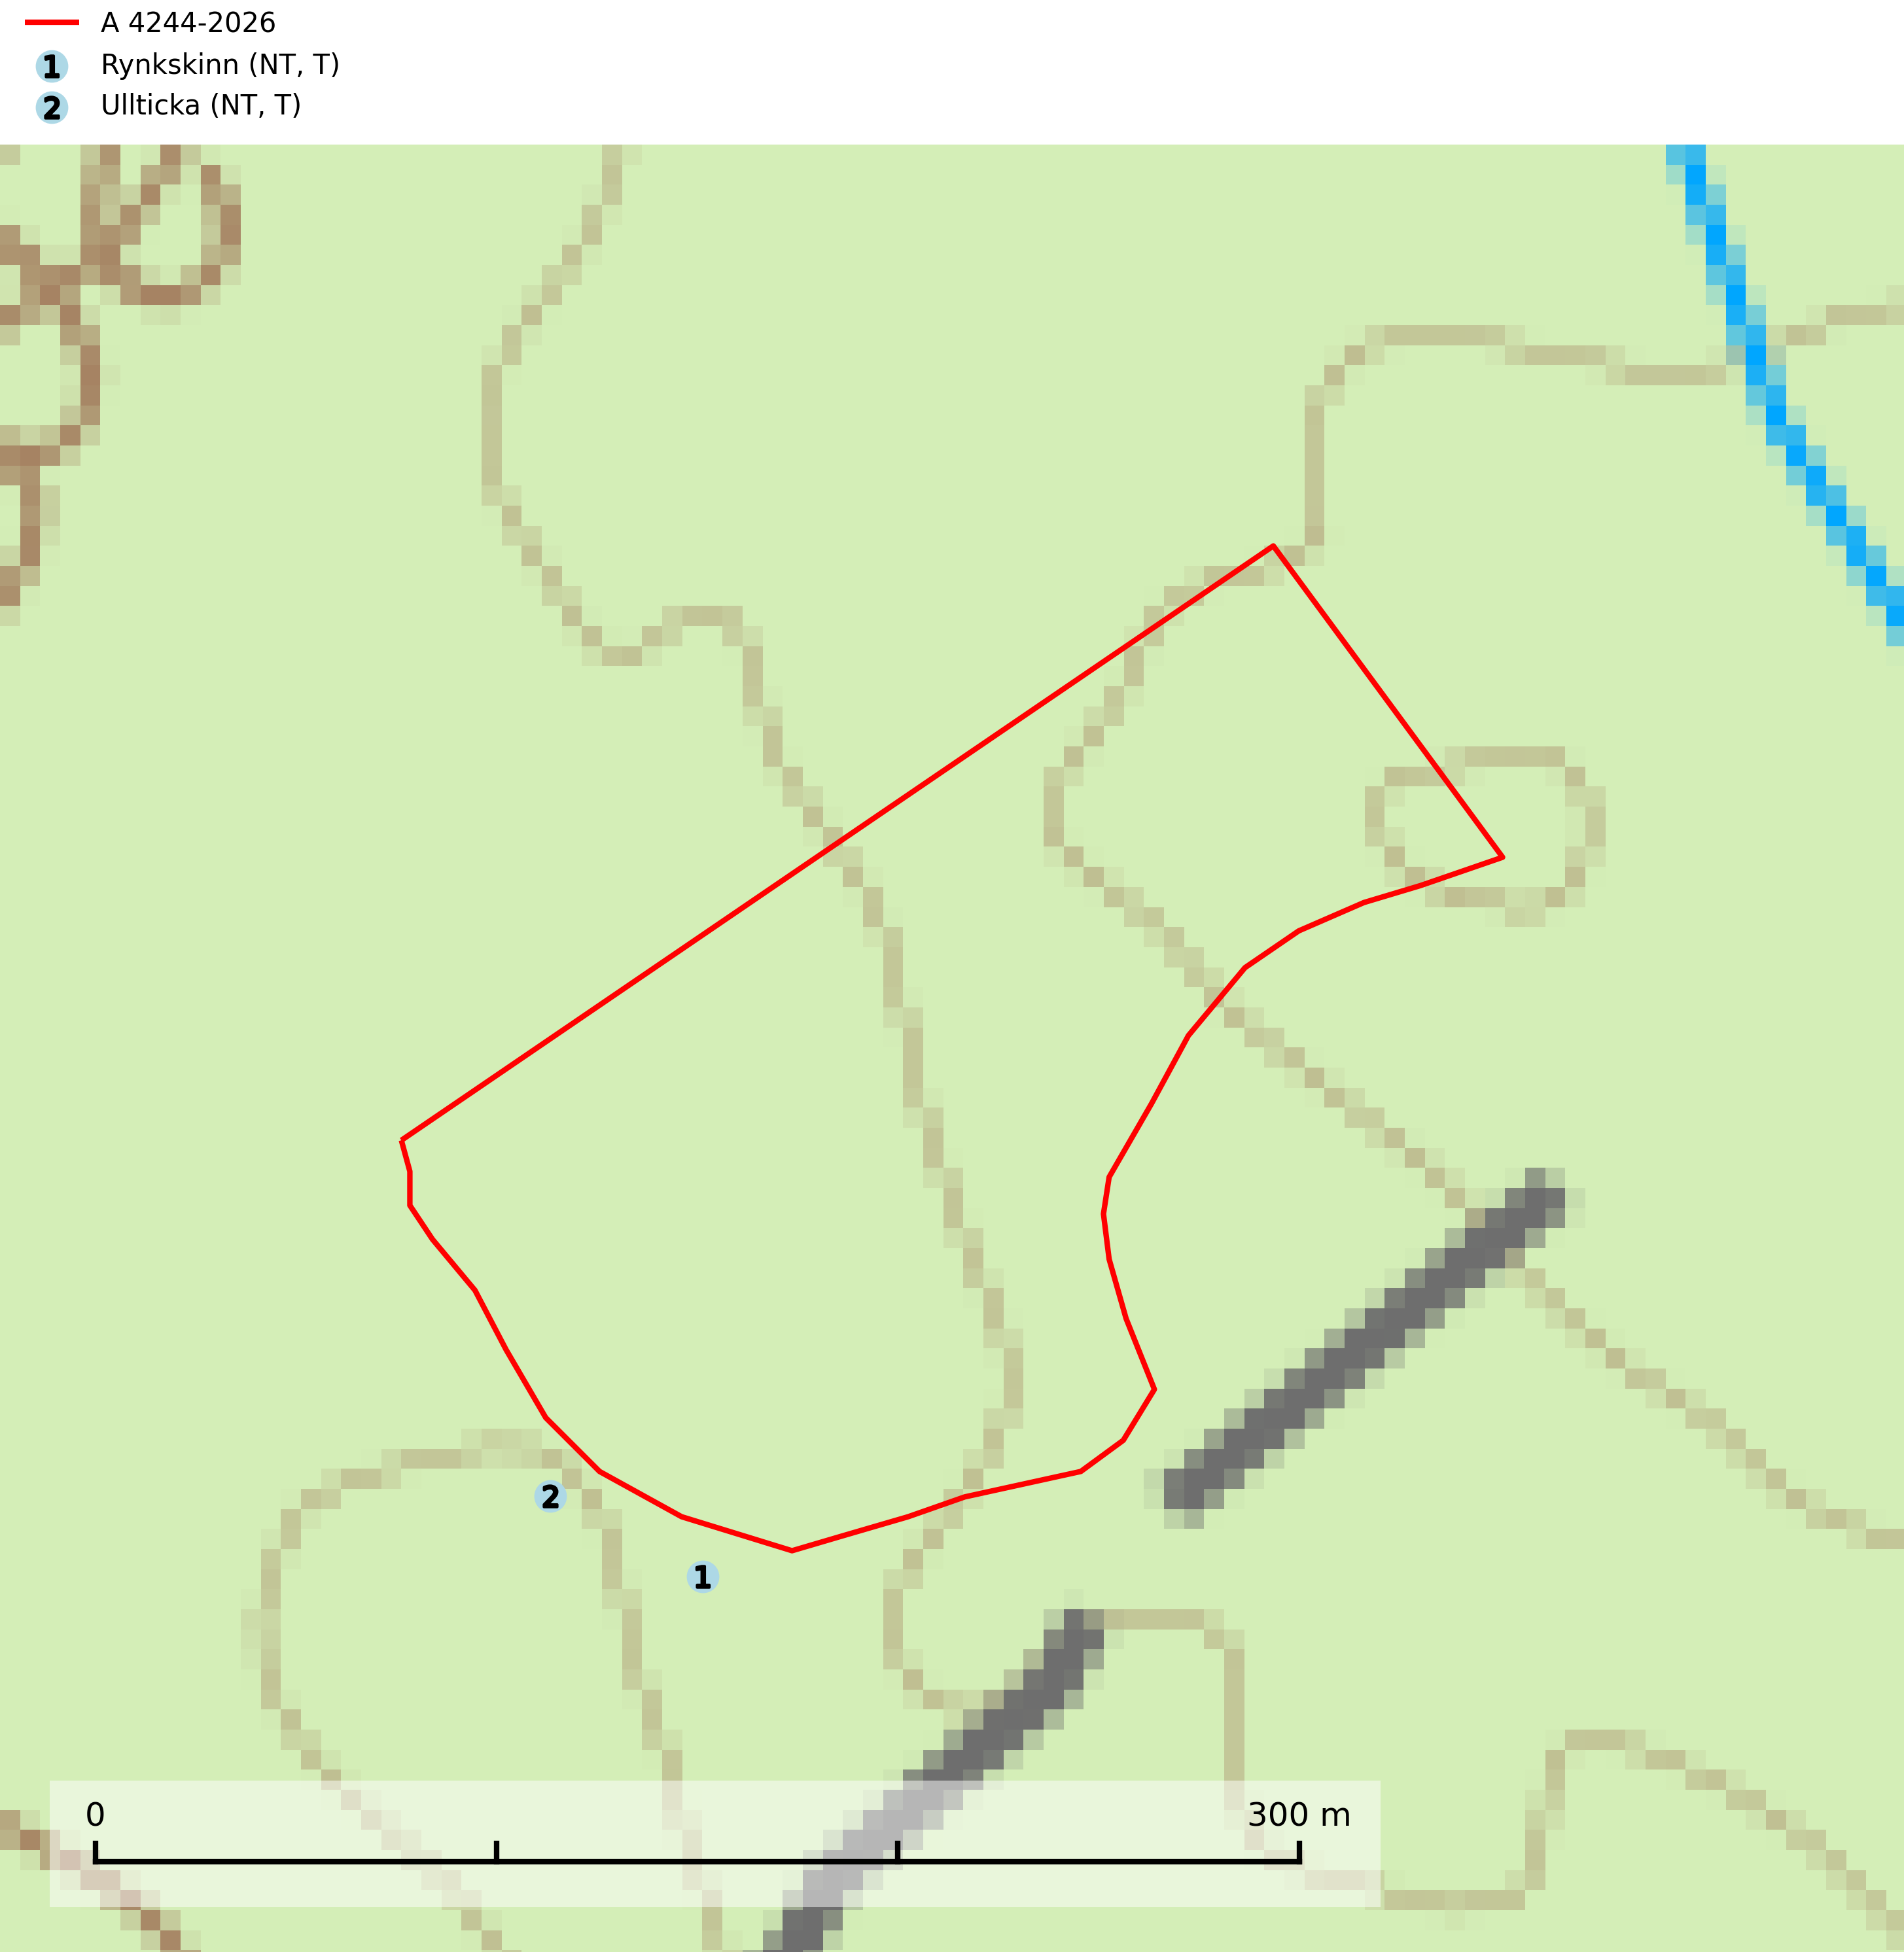 A 4244-2026
1 Rynkskinn (NT, T)
2 Ullticka (NT, T)
2
1
0 300 m